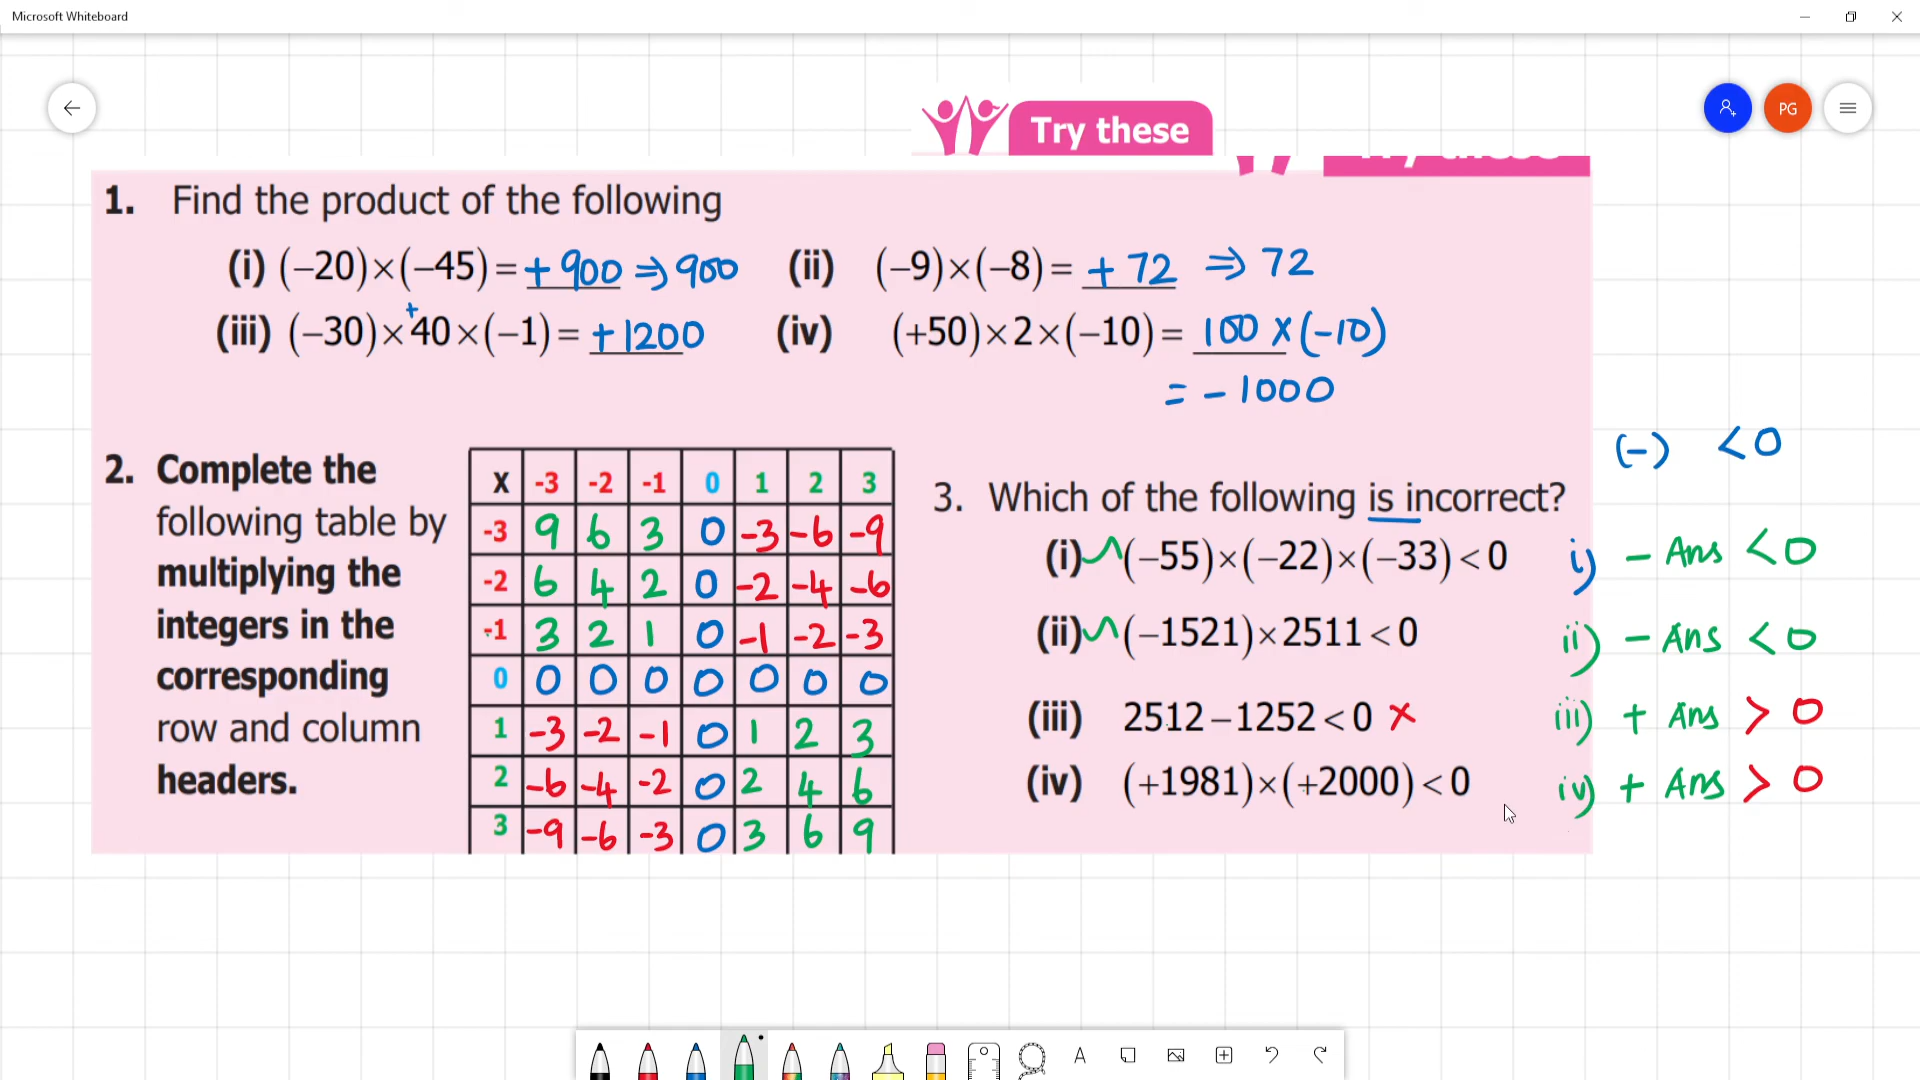 Microsoft Whiteboard
PG
Try these
1. Find the product of the following
(i) (−20)×(−45)= +900 ⇒ 900 (ii) (−9)×(−8)= +72 ⇒ 72
+
(iii) (−30)×40×(−1)= +1200 (iv) (+50)×2×(−10)= 100 × (−10)
= −1000
2. Complete the
following table by
multiplying the
integers in the
corresponding
row and column
headers.
X -3 -2 -1 0 1 2 3
-3 9 6 3 0 -3 -6 -9
-2 6 4 2 0 -2 -4 -6
-1 3 2 1 0 -1 -2 -3
0 0 0 0 0 0 0 0
1 -3 -2 -1 0 1 2 3
2 -6 -4 -2 0 2 4 6
3 -9 -6 -3 0 3 6 9
3. Which of the following is incorrect?
(i) (−55)×(−22)×(−33)<0
(ii) (−1521)×2511<0
(iii) 2512−1252<0 ×
(iv) (+1981)×(+2000)<0
(−) <0
i) − Ans <0
ii) − Ans <0
iii) + Ans >0
iv) + Ans >0
A